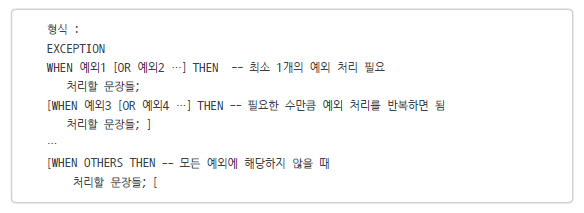 형식 :
EXCEPTION
WHEN 예외1 [OR 예외2 …] THEN -- 최소 1개의 예외 처리 필요
처리할 문장들;
[WHEN 예외3 [OR 예외4 …] THEN -- 필요한 수만큼 예외 처리를 반복하면 됨
처리할 문장들; ]
…
[WHEN OTHERS THEN -- 모든 예외에 해당하지 않을 때
처리할 문장들; [